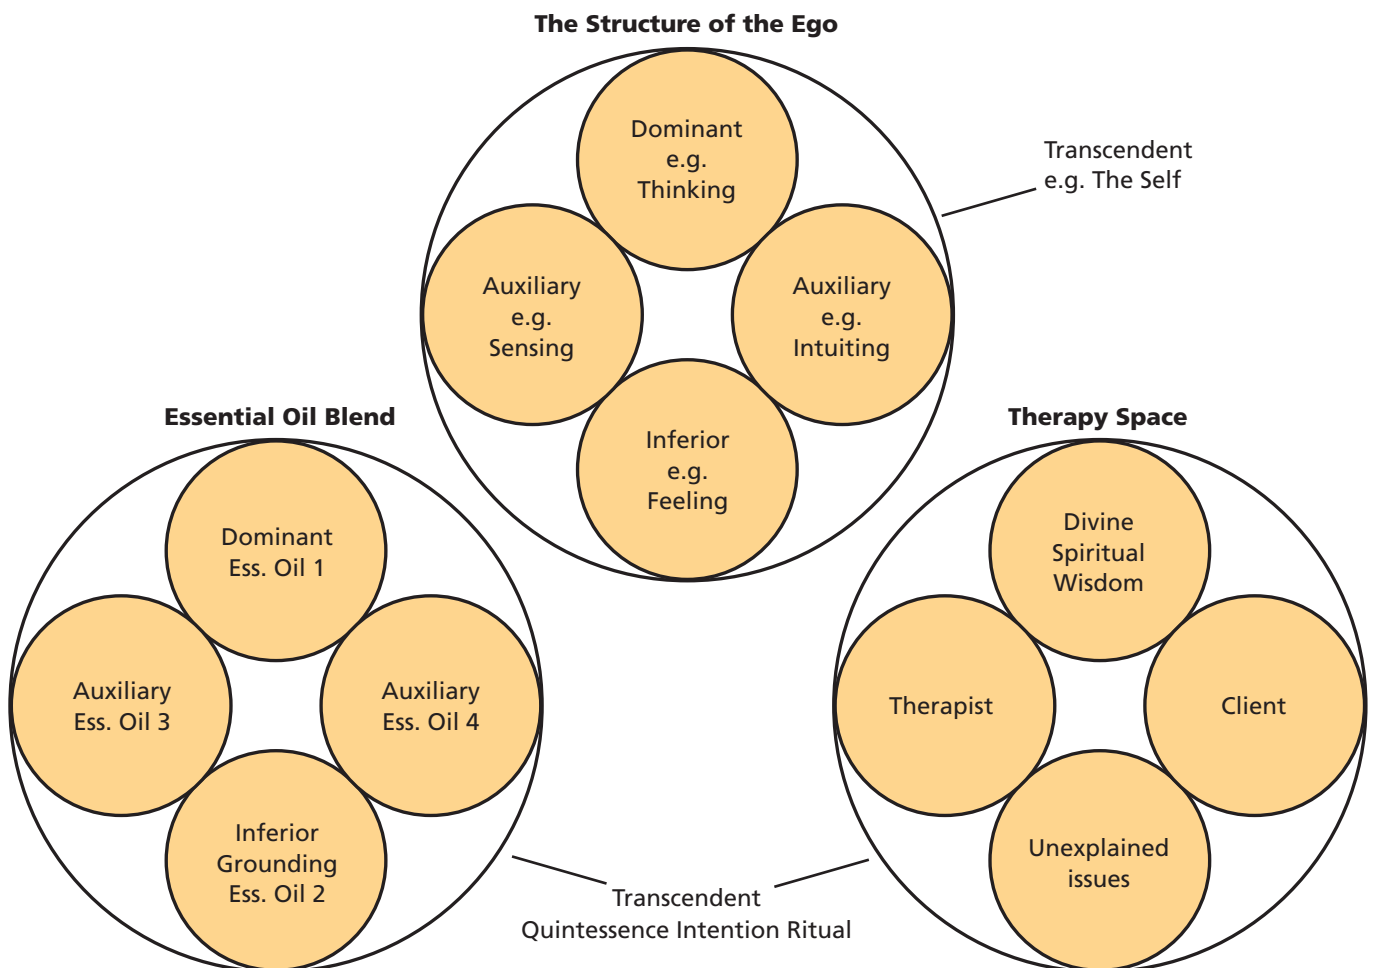 The Structure of the Ego
Dominant
e.g.
Thinking
Transcendent
e.g. The Self
Auxiliary
e.g.
Sensing
Auxiliary
e.g.
Intuiting
Inferior
e.g.
Feeling
Essential Oil Blend
Dominant
Ess. Oil 1
Auxiliary
Ess. Oil 3
Auxiliary
Ess. Oil 4
Inferior
Grounding
Ess. Oil 2
Therapy Space
Divine
Spiritual
Wisdom
Therapist
Client
Unexplained
issues
Transcendent
Quintessence Intention Ritual